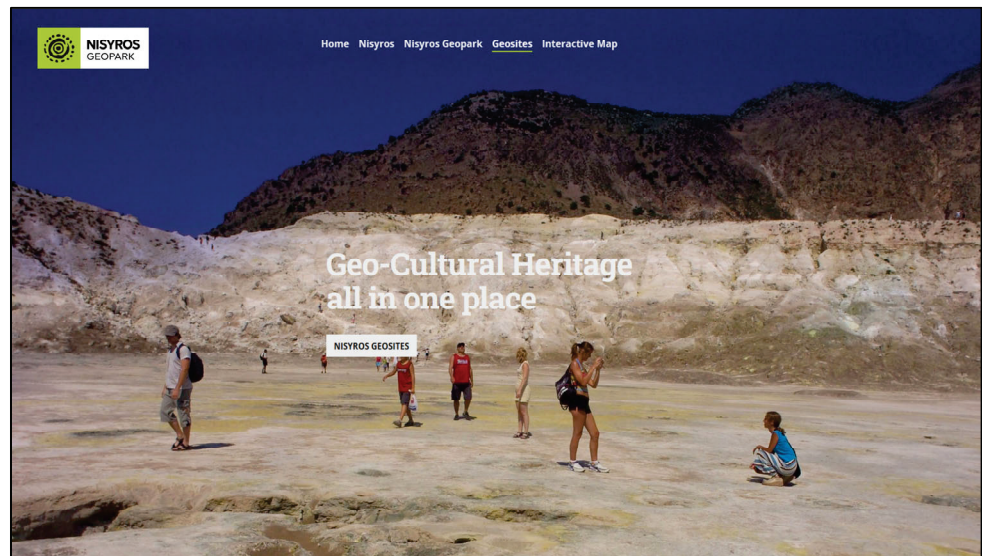 NISYROS
GEOPARK
Home Nisyros Nisyros Geopark Geosites Interactive Map
Geo-Cultural Heritage
all in one place
NISYROS GEOSITES